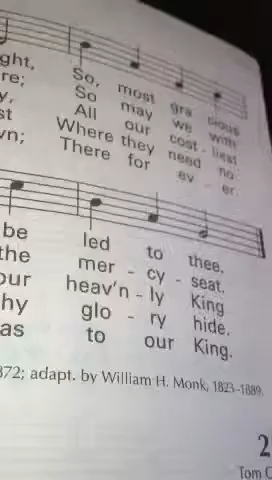 ght, So, most gra cious
re; So may we with
y, All our cost - liest
st Where they need no
vn; There for ev - er
be led to thee.
the mer - cy - seat.
our heav'n - ly King
hy glo - ry hide.
as to our King.
872; adapt. by William H. Monk, 1823–1889.
2
Tom C